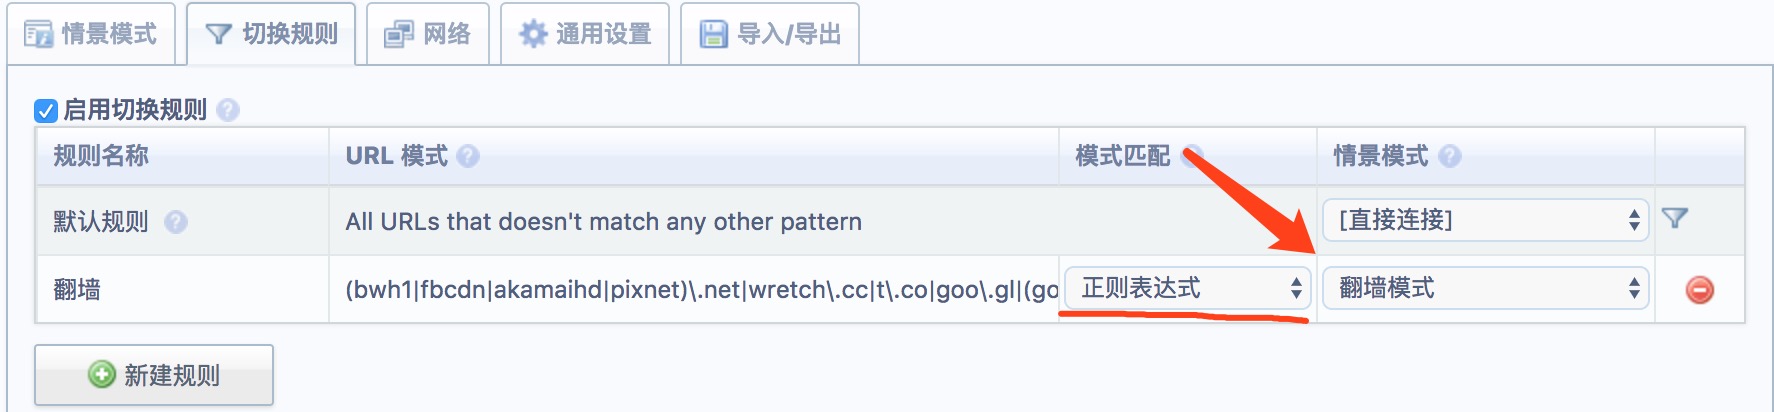 情景模式 切换规则 网络 通用设置 导入/导出
启用切换规则 ?
规则名称 URL 模式 ? 模式匹配 情景模式 ?
默认规则 ? All URLs that doesn't match any other pattern [直接连接]
翻墙 (bwh1|fbcdn|akamaihd|pixnet)\.net|wretch\.cc|t\.co|goo\.gl|(go 正则表达式 翻墙模式
新建规则